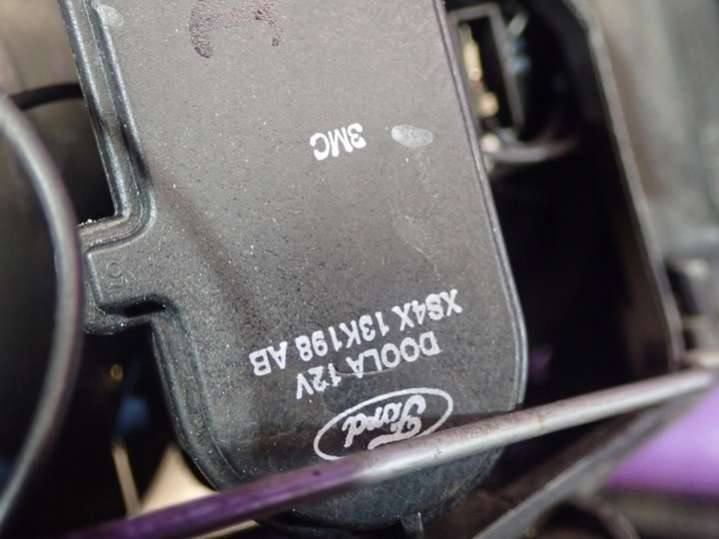 Ford
DOOLA 12V
XS4X 13K198 AB
3MC